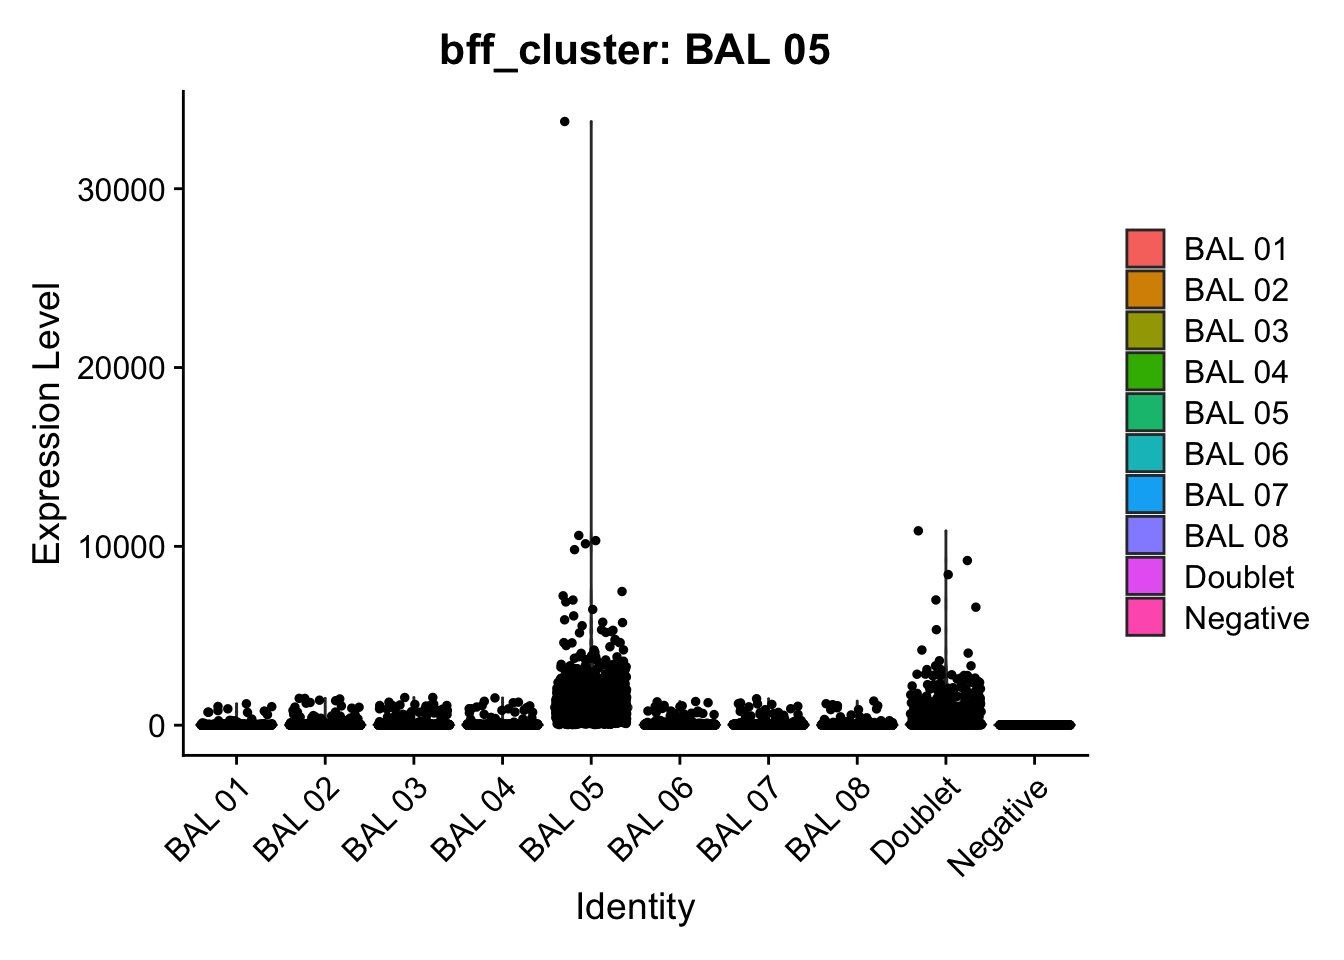 bff_cluster: BAL 05
Expression Level
30000
20000
10000
0
BAL 01
BAL 02
BAL 03
BAL 04
BAL 05
BAL 06
BAL 07
BAL 08
Doublet
Negative
Identity
BAL 01
BAL 02
BAL 03
BAL 04
BAL 05
BAL 06
BAL 07
BAL 08
Doublet
Negative